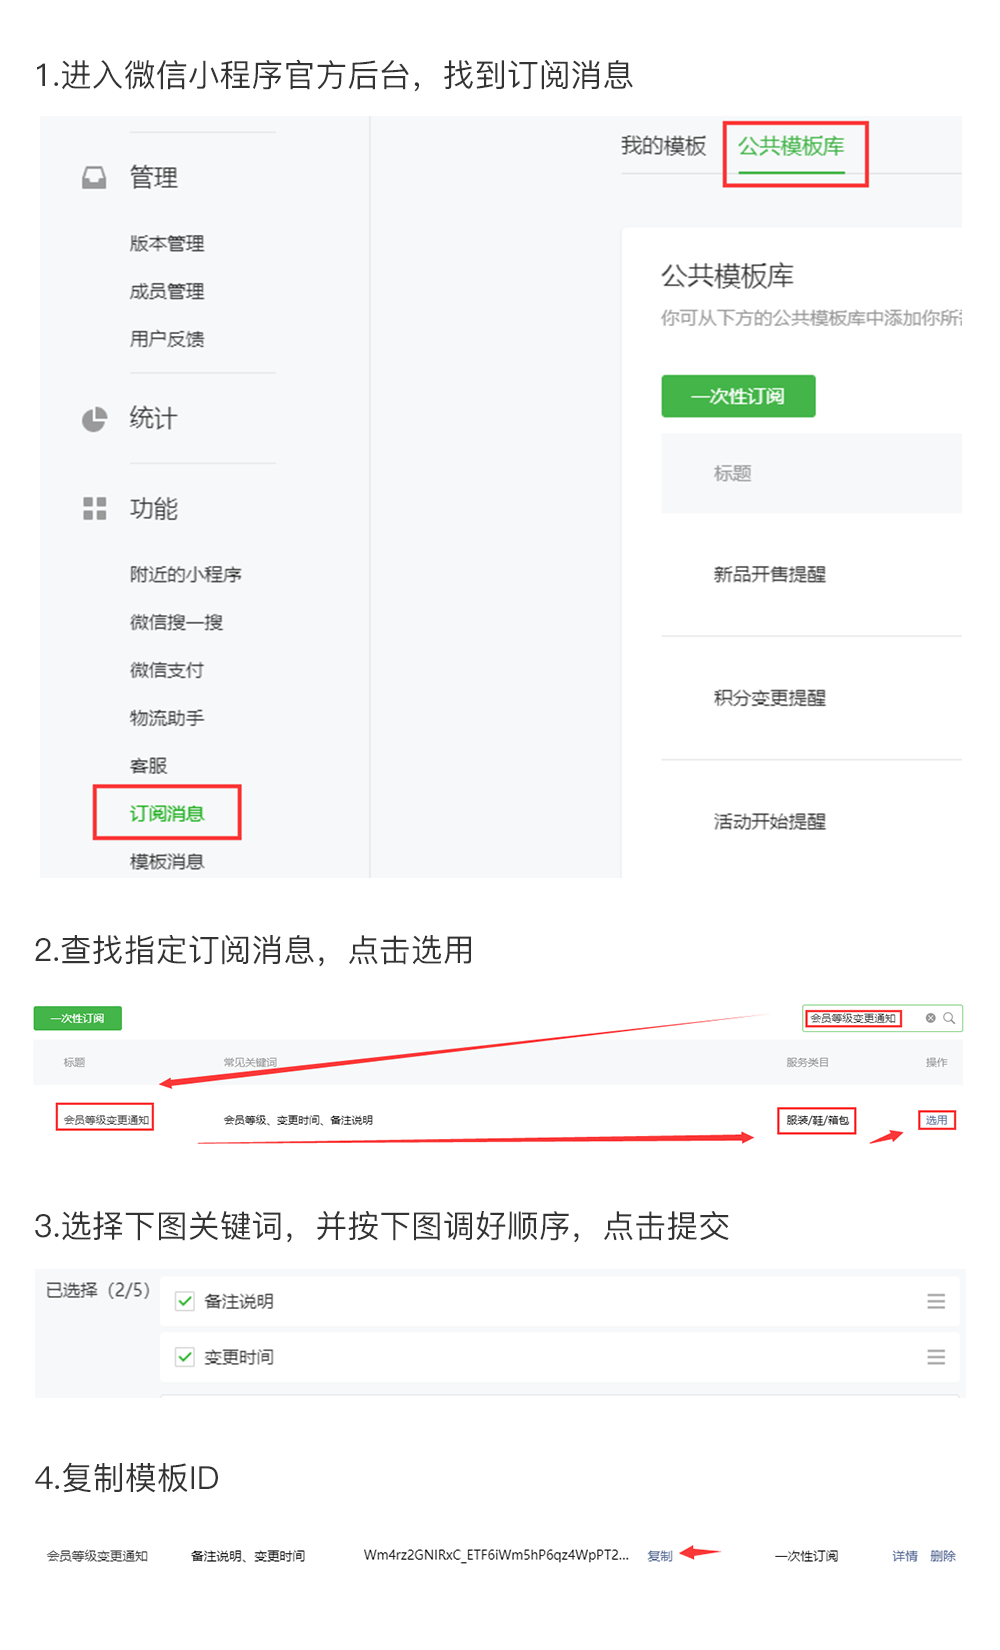 1.进入微信小程序官方后台，找到订阅消息
我的模板
公共模板库
管理
版本管理
成员管理
用户反馈
统计
功能
附近的小程序
微信搜一搜
微信支付
物流助手
客服
订阅消息
模板消息
公共模板库
你可从下方的公共模板库中添加你所
一次性订阅
标题
新品开售提醒
积分变更提醒
活动开始提醒
2.查找指定订阅消息，点击选用
一次性订阅
会员等级变更通知
标题
常见关键词
服务类目
操作
会员等级变更通知
会员等级、变更时间、备注说明
服装/鞋/箱包
选用
3.选择下图关键词，并按下图调好顺序，点击提交
已选择（2/5）
备注说明
变更时间
4.复制模板ID
会员等级变更通知
备注说明、变更时间
Wm4rz2GNIRxC_ETF6iWm5hP6qz4WpPT2...
复制
一次性订阅
详情
删除